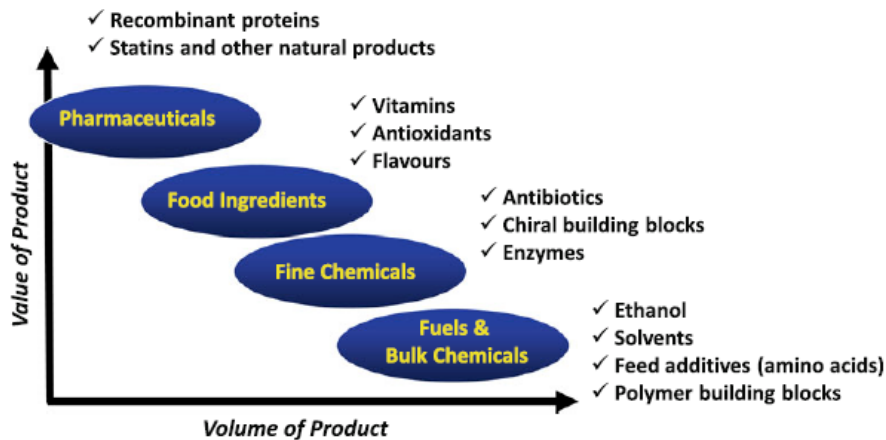 ✓ Recombinant proteins
✓ Statins and other natural products
Pharmaceuticals
✓ Vitamins
✓ Antioxidants
✓ Flavours
Food Ingredients
✓ Antibiotics
✓ Chiral building blocks
✓ Enzymes
Fine Chemicals
✓ Ethanol
✓ Solvents
✓ Feed additives (amino acids)
✓ Polymer building blocks
Fuels &
Bulk Chemicals
Value of Product
Volume of Product